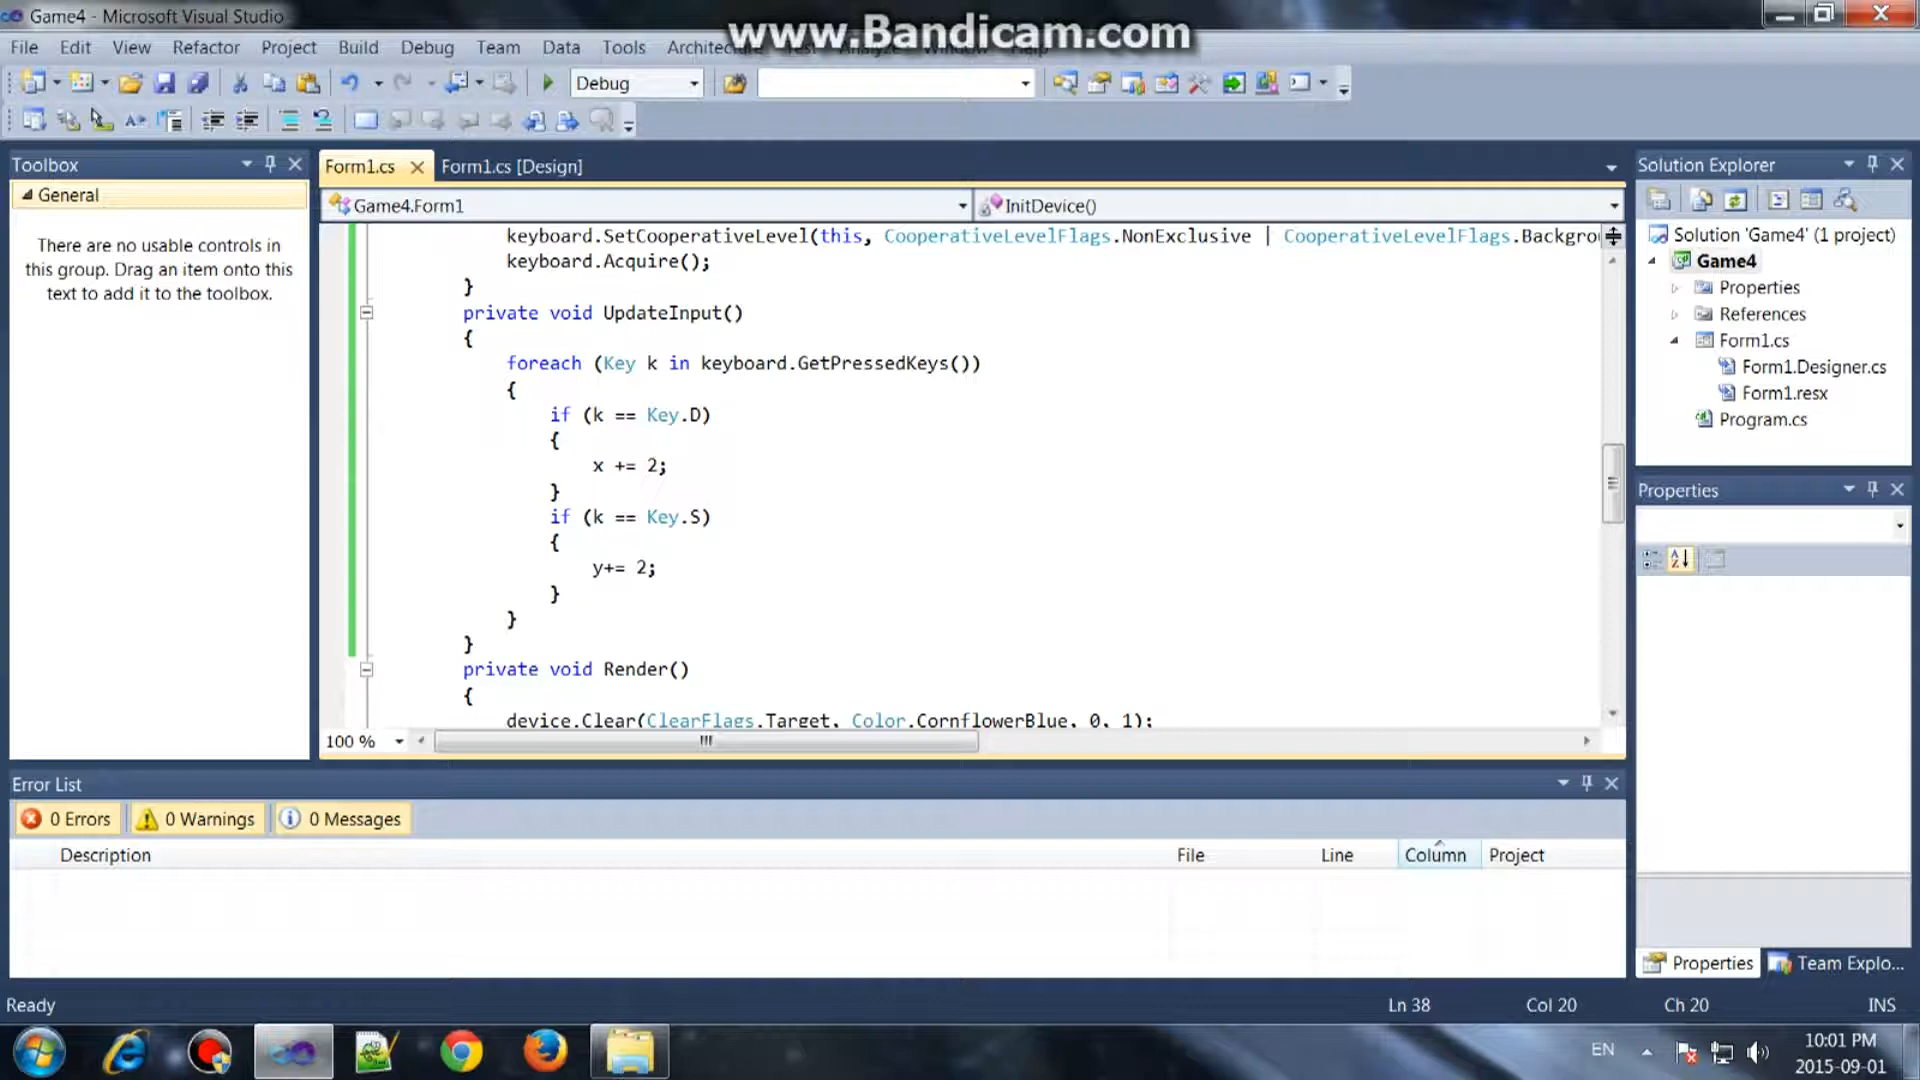 Game4 - Microsoft Visual Studio
www.Bandicam.com
File Edit View Refactor Project Build Debug Team Data Tools Architecture Test Analyze Window Help
Debug
Toolbox
General
There are no usable controls in
this group. Drag an item onto this
text to add it to the toolbox.
Form1.cs
Form1.cs [Design]
Game4.Form1
InitDevice()
keyboard.SetCooperativeLevel(this, CooperativeLevelFlags.NonExclusive | CooperativeLevelFlags.Backgrou
keyboard.Acquire();
}
private void UpdateInput()
{
foreach (Key k in keyboard.GetPressedKeys())
{
if (k == Key.D)
{
x += 2;
}
if (k == Key.S)
{
y+= 2;
}
}
}
private void Render()
{
device.Clear(ClearFlags.Target, Color.CornflowerBlue, 0, 1);
100 %
Solution Explorer
Solution 'Game4' (1 project)
Game4
Properties
References
Form1.cs
Form1.Designer.cs
Form1.resx
Program.cs
Properties
Properties
Team Explo...
Error List
0 Errors
0 Warnings
0 Messages
Description File Line Column Project
Ready Ln 38 Col 20 Ch 20 INS
EN
10:01 PM
2015-09-01